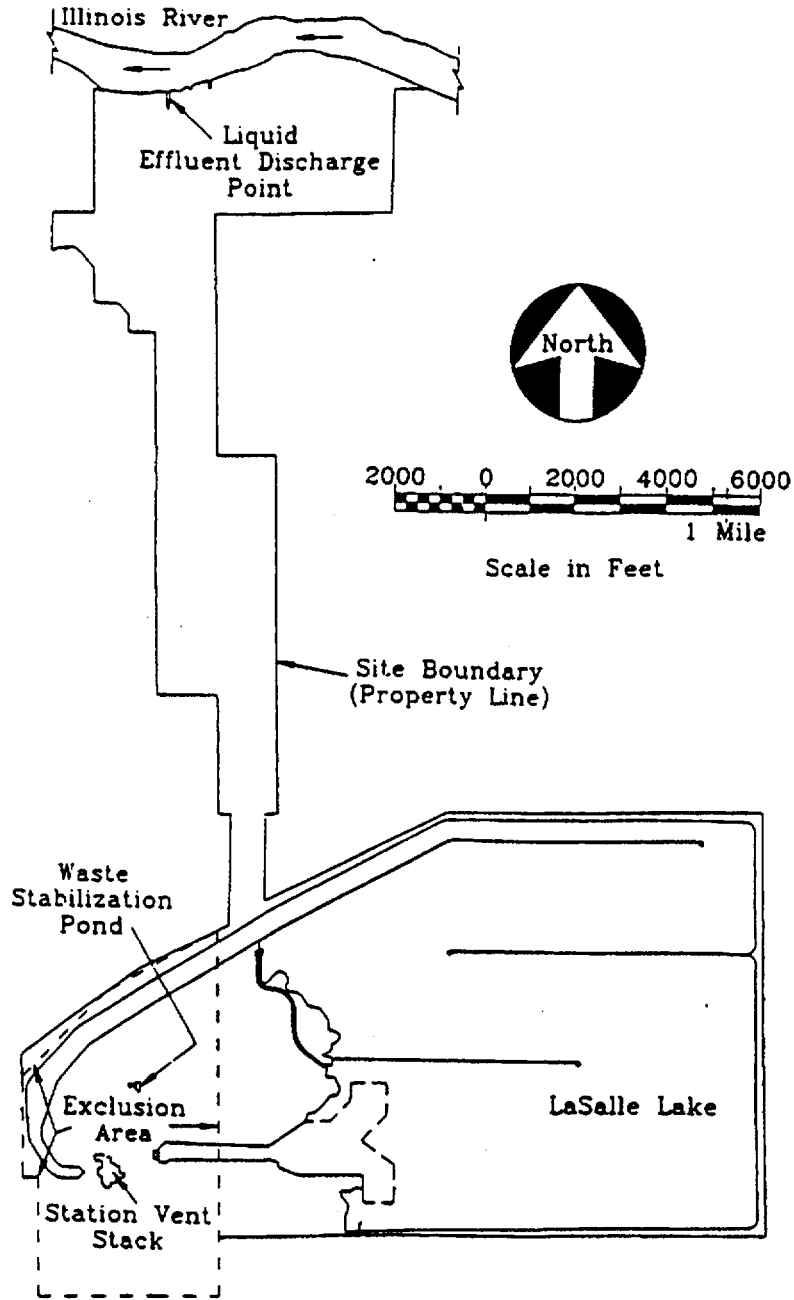 Illinois River
Liquid
Effluent Discharge
Point
North
2000 0 2000 4000 6000
1 Mile
Scale in Feet
Site Boundary
(Property Line)
Waste
Stabilization
Pond
Exclusion
Area
LaSalle Lake
Station Vent
Stack